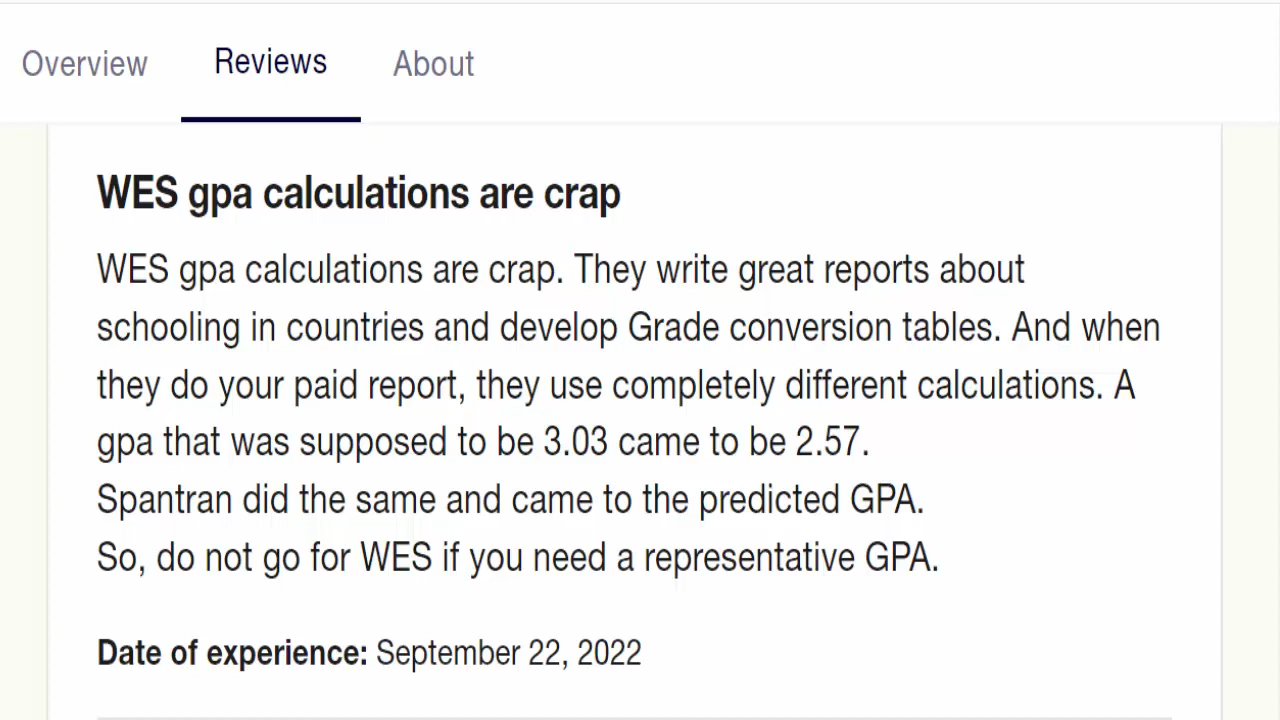 Overview Reviews About
WES gpa calculations are crap
WES gpa calculations are crap. They write great reports about
schooling in countries and develop Grade conversion tables. And when
they do your paid report, they use completely different calculations. A
gpa that was supposed to be 3.03 came to be 2.57.
Spantran did the same and came to the predicted GPA.
So, do not go for WES if you need a representative GPA.
Date of experience: September 22, 2022